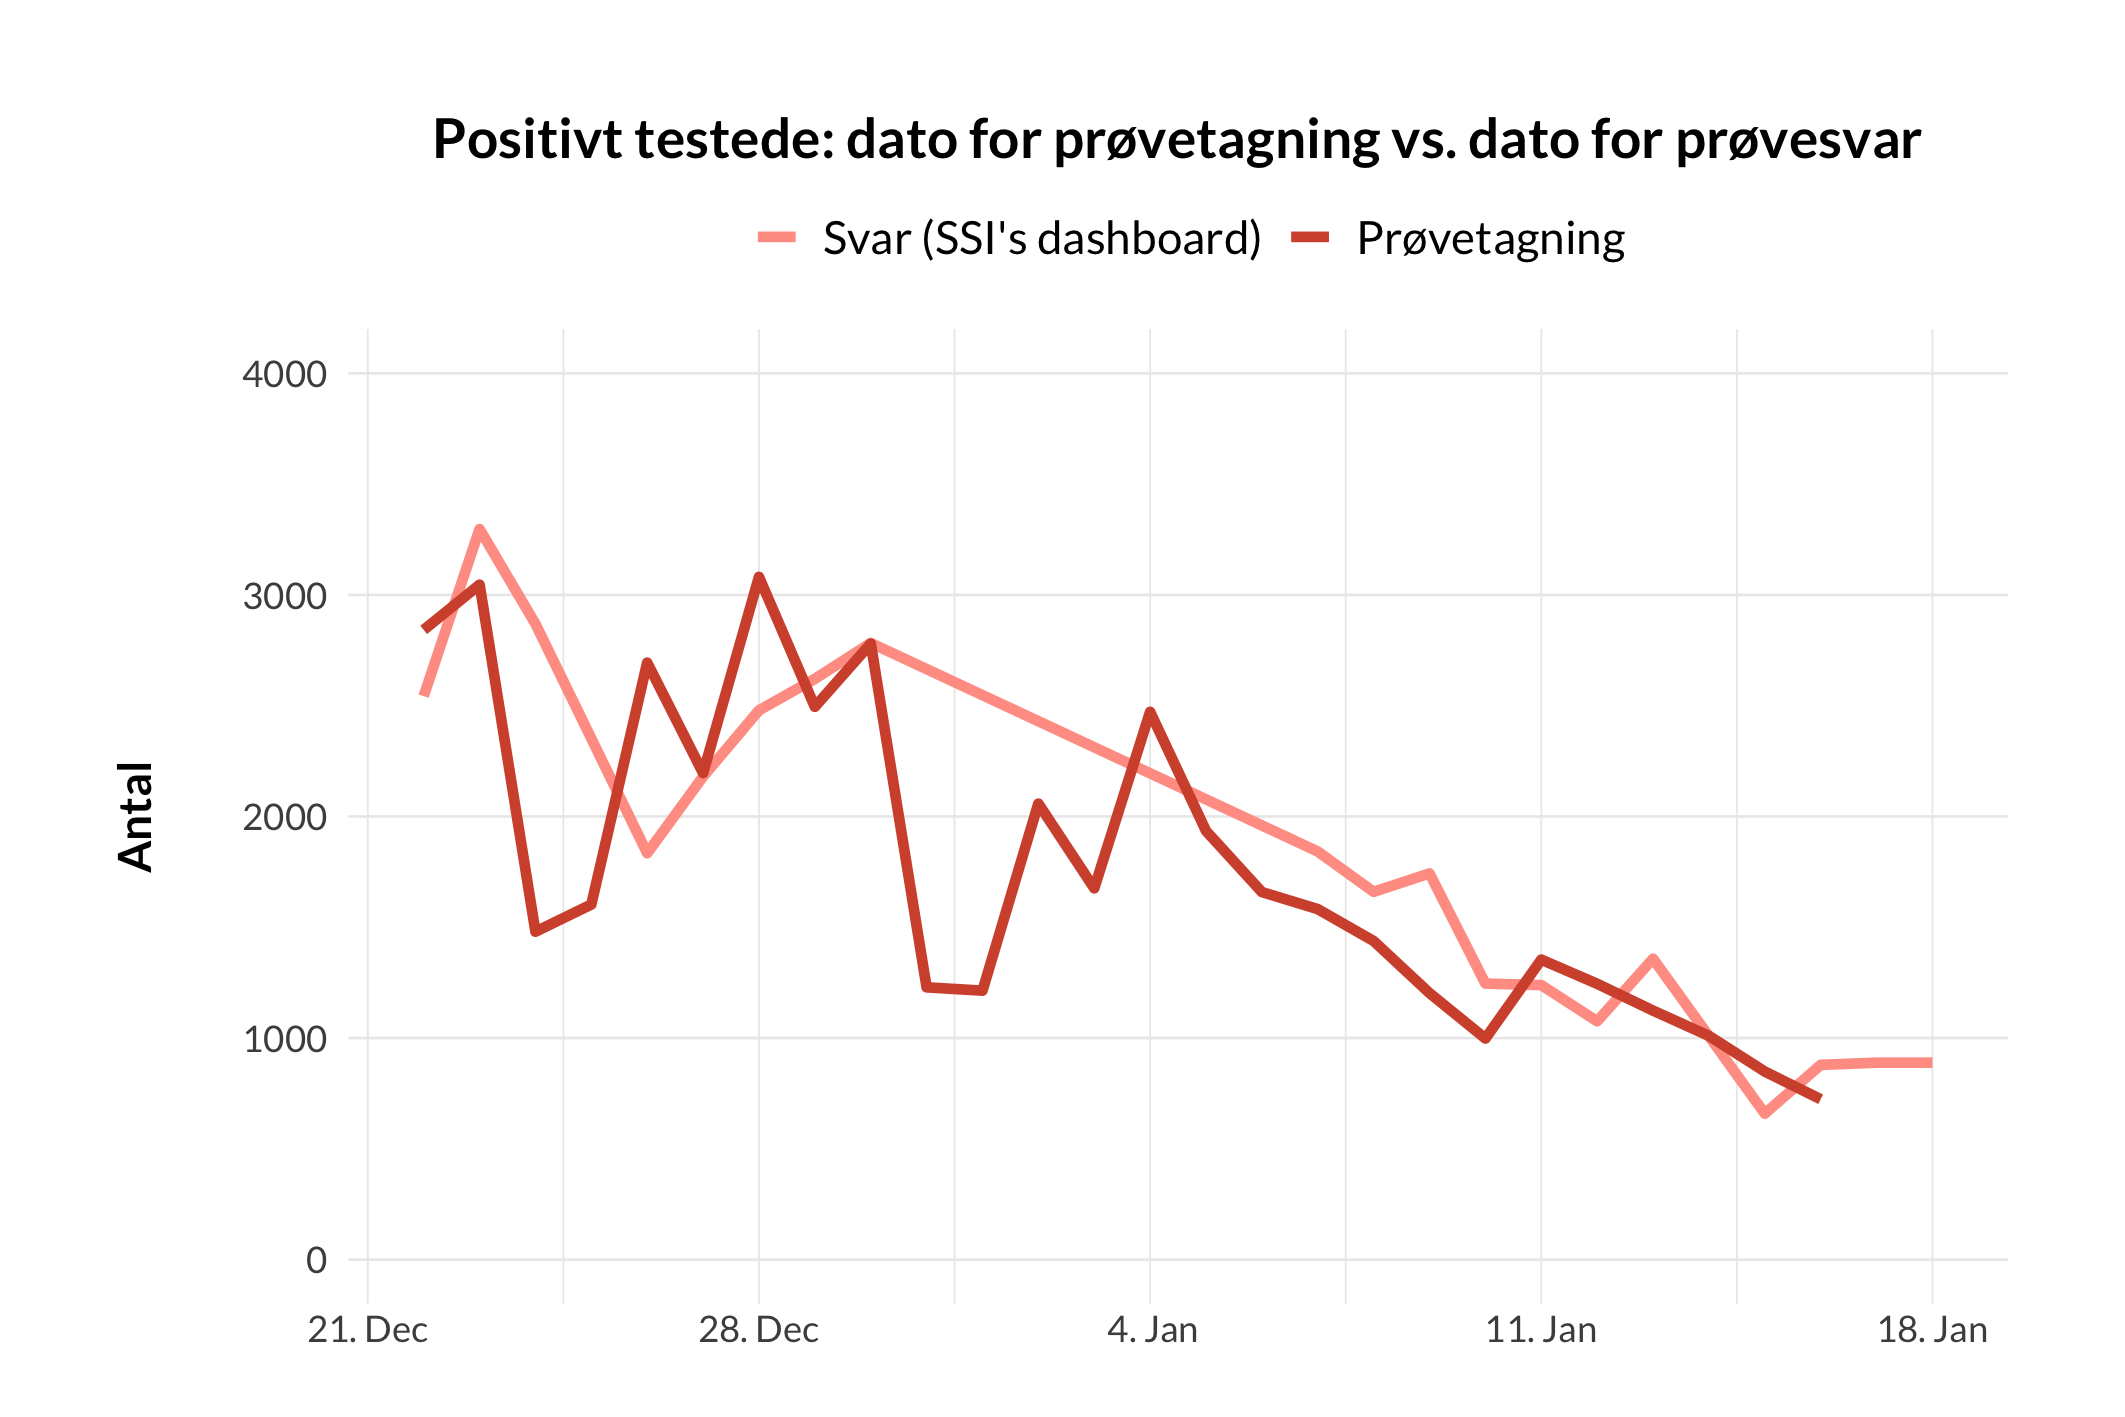 Positivt testede: dato for prøvetagning vs. dato for prøvesvar
Svar (SSI's dashboard) Prøvetagning
Antal
4000
3000
2000
1000
0
21. Dec 28. Dec 4. Jan 11. Jan 18. Jan